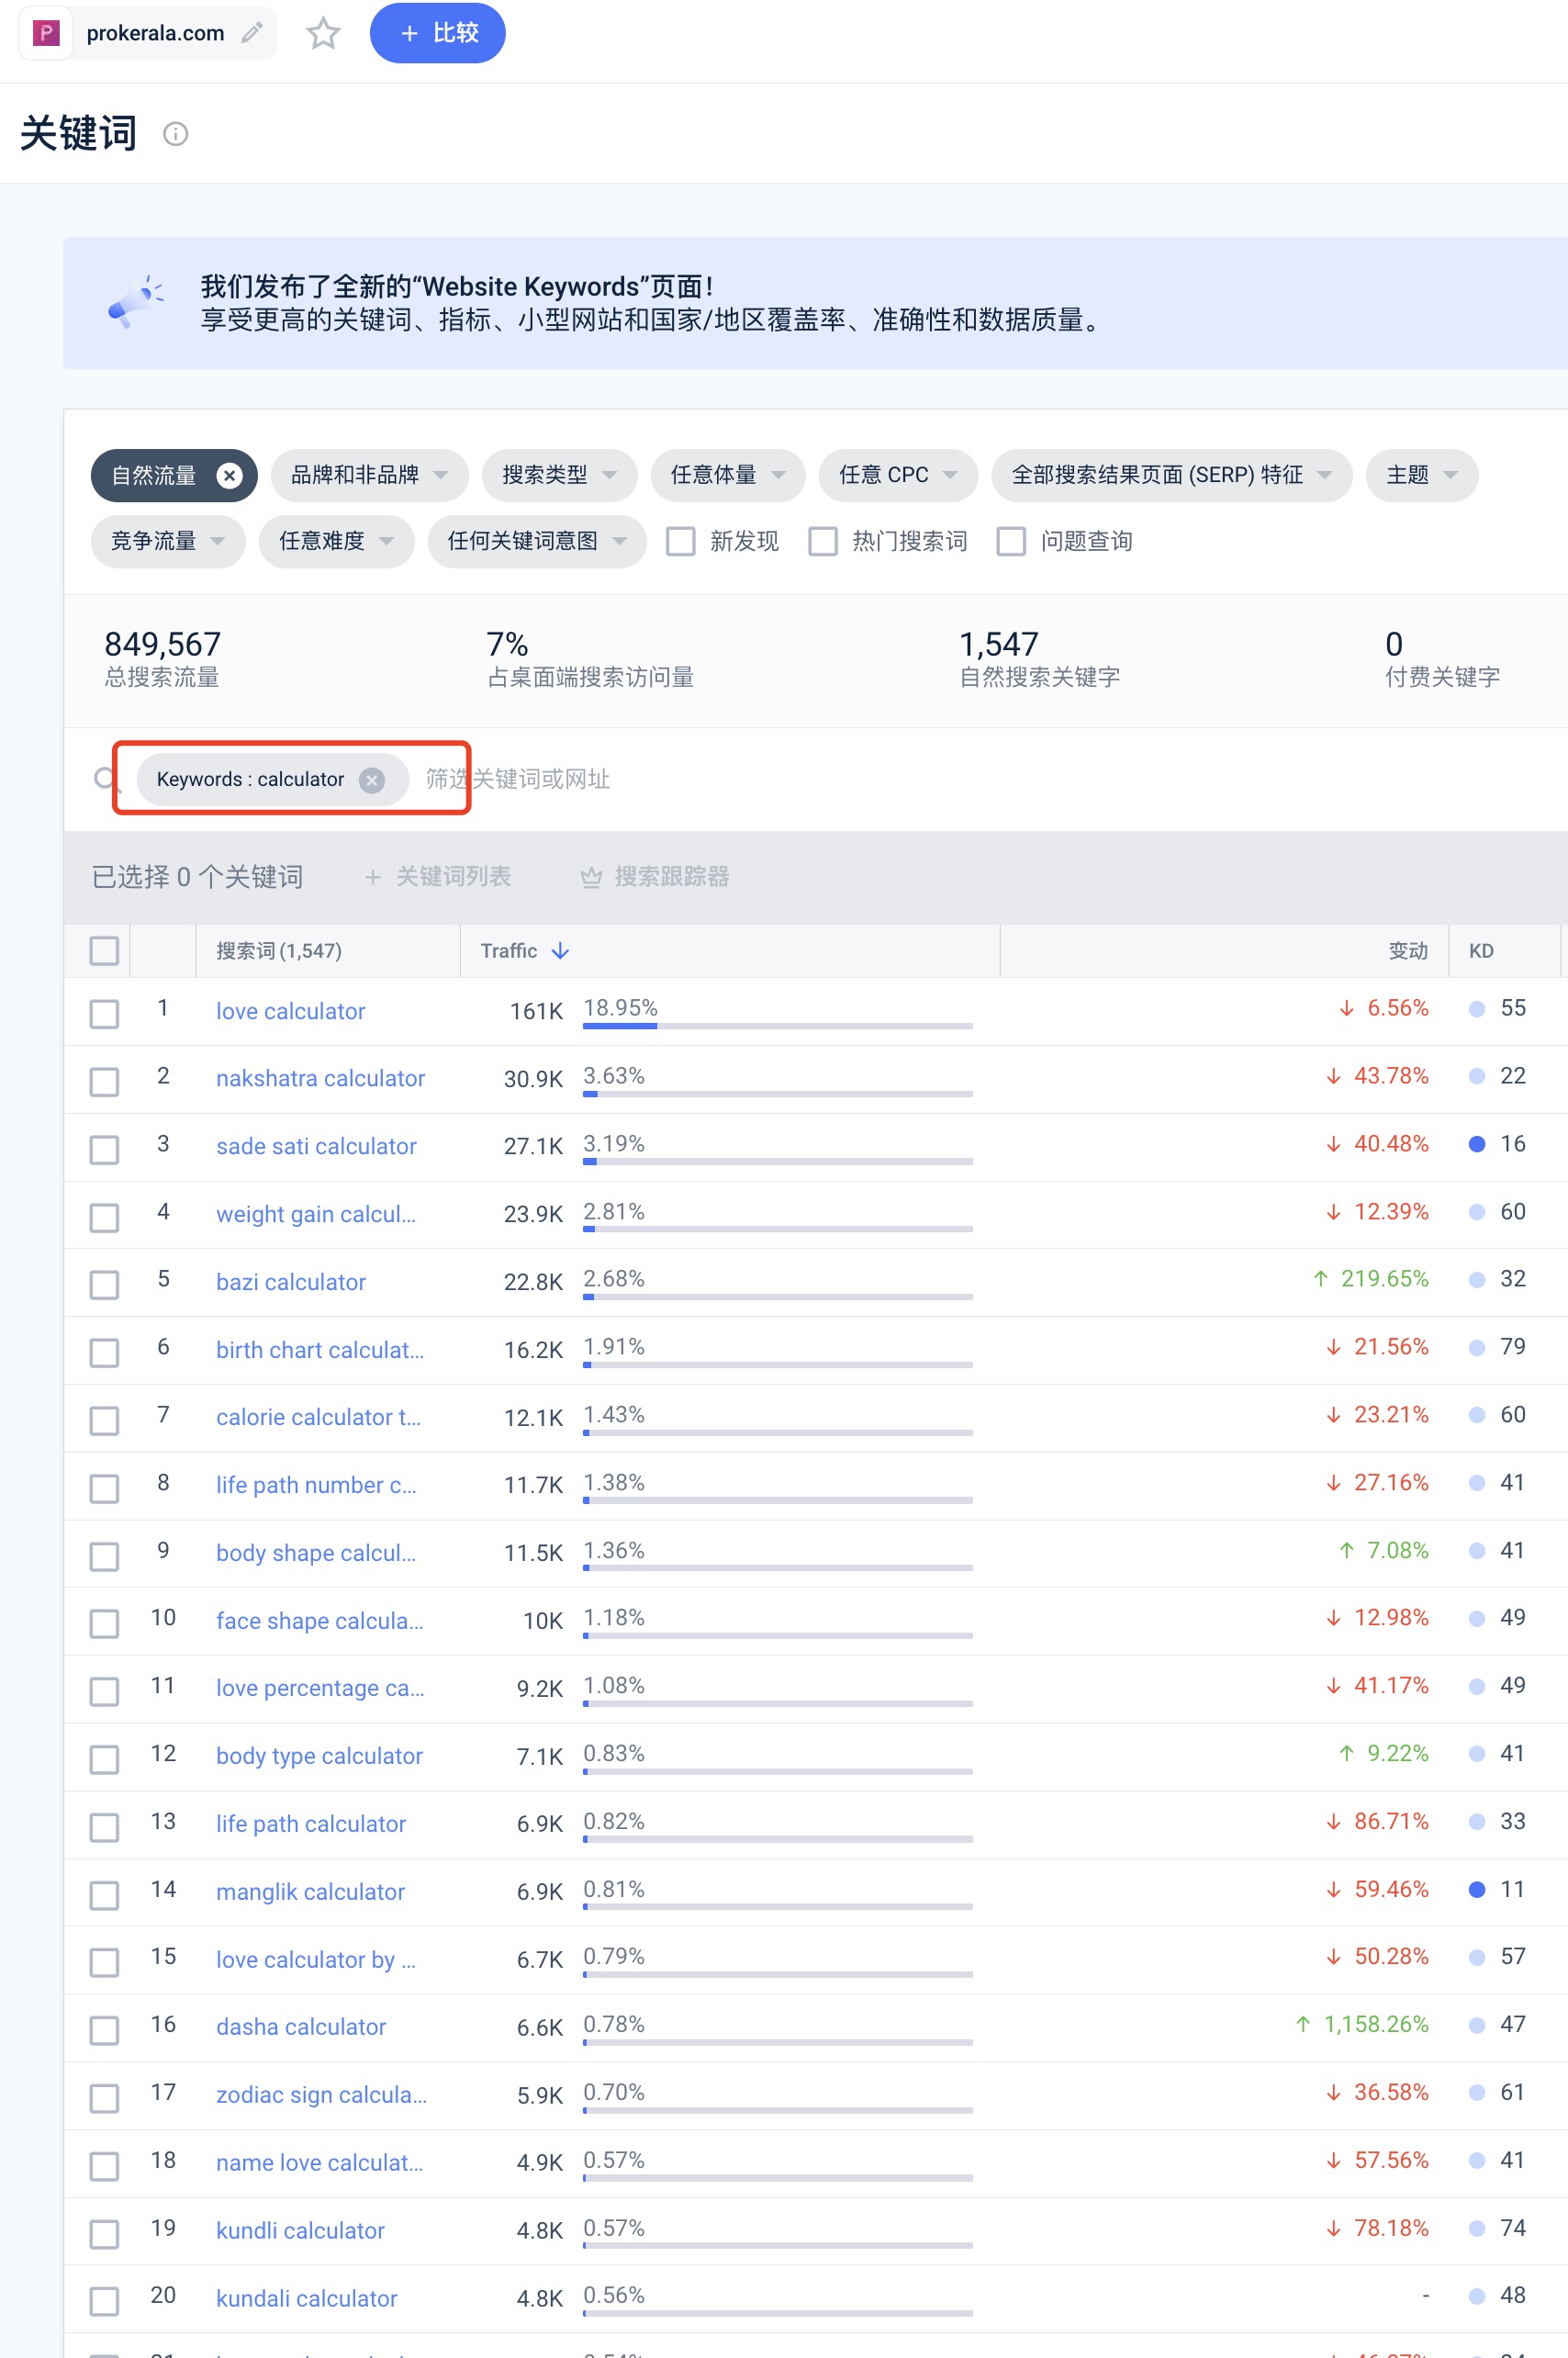 P prokerala.com + 比较
关键词
我们发布了全新的“Website Keywords”页面!
享受更高的关键词、指标、小型网站和国家/地区覆盖率、准确性和数据质量。
自然流量 品牌和非品牌 搜索类型 任意体量 任意 CPC 全部搜索结果页面 (SERP) 特征 主题
竞争流量 任意难度 任何关键词意图 新发现 热门搜索词 问题查询
849,567 7% 1,547 0
总搜索流量 占桌面端搜索访问量 自然搜索关键字 付费关键字
Keywords : calculator 筛选关键词或网址
已选择 0 个关键词 + 关键词列表 搜索跟踪器
搜索词 (1,547) Traffic ↓ 变动 KD
1 love calculator 161K 18.95% ↓ 6.56% 55
2 nakshatra calculator 30.9K 3.63% ↓ 43.78% 22
3 sade sati calculator 27.1K 3.19% ↓ 40.48% 16
4 weight gain calcul... 23.9K 2.81% ↓ 12.39% 60
5 bazi calculator 22.8K 2.68% ↑ 219.65% 32
6 birth chart calculat... 16.2K 1.91% ↓ 21.56% 79
7 calorie calculator t... 12.1K 1.43% ↓ 23.21% 60
8 life path number c... 11.7K 1.38% ↓ 27.16% 41
9 body shape calcul... 11.5K 1.36% ↑ 7.08% 41
10 face shape calcula... 10K 1.18% ↓ 12.98% 49
11 love percentage ca... 9.2K 1.08% ↓ 41.17% 49
12 body type calculator 7.1K 0.83% ↑ 9.22% 41
13 life path calculator 6.9K 0.82% ↓ 86.71% 33
14 manglik calculator 6.9K 0.81% ↓ 59.46% 11
15 love calculator by ... 6.7K 0.79% ↓ 50.28% 57
16 dasha calculator 6.6K 0.78% ↑ 1,158.26% 47
17 zodiac sign calcula... 5.9K 0.70% ↓ 36.58% 61
18 name love calculat... 4.9K 0.57% ↓ 57.56% 41
19 kundli calculator 4.8K 0.57% ↓ 78.18% 74
20 kundali calculator 4.8K 0.56% - 48